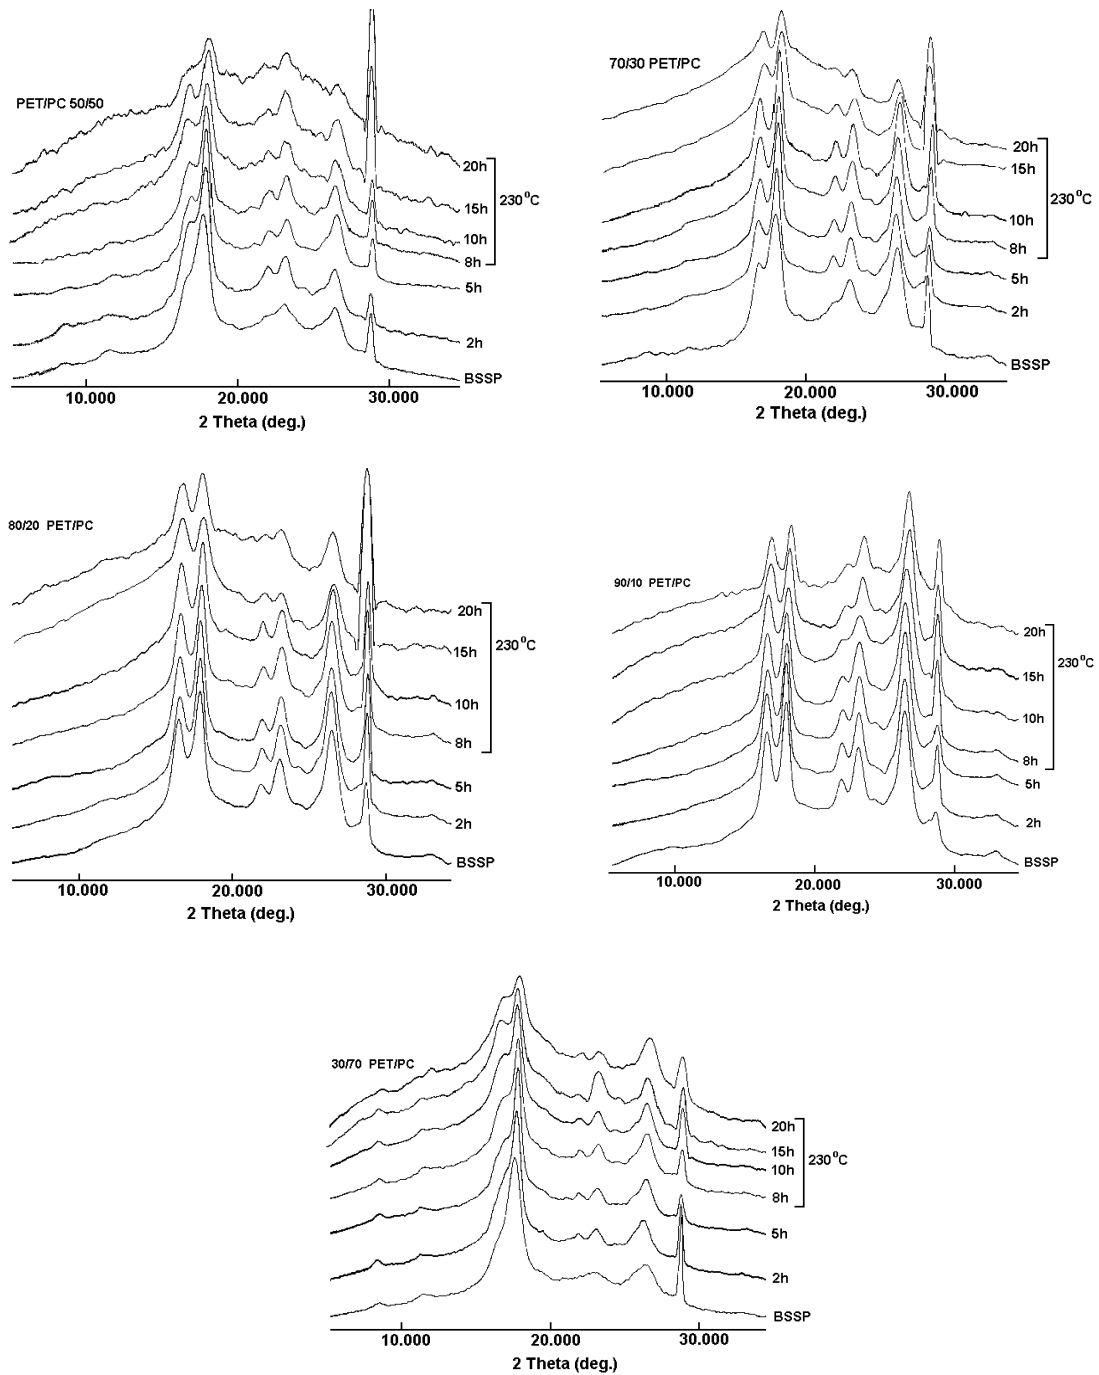 PET/PC 50/50
20h
15h
10h
8h
5h
2h
BSSP
230 °C
10.000 20.000 30.000
2 Theta (deg.)
70/30 PET/PC
20h
15h
10h
8h
5h
2h
BSSP
230 °C
10.000 20.000 30.000
2 Theta (deg.)
80/20 PET/PC
20h
15h
10h
8h
5h
2h
BSSP
230 °C
10.000 20.000 30.000
2 Theta (deg.)
90/10 PET/PC
20h
15h
10h
8h
5h
2h
BSSP
230 °C
10.000 20.000 30.000
2 Theta (deg.)
30/70 PET/PC
20h
15h
10h
8h
5h
2h
BSSP
230 °C
10.000 20.000 30.000
2 Theta (deg.)